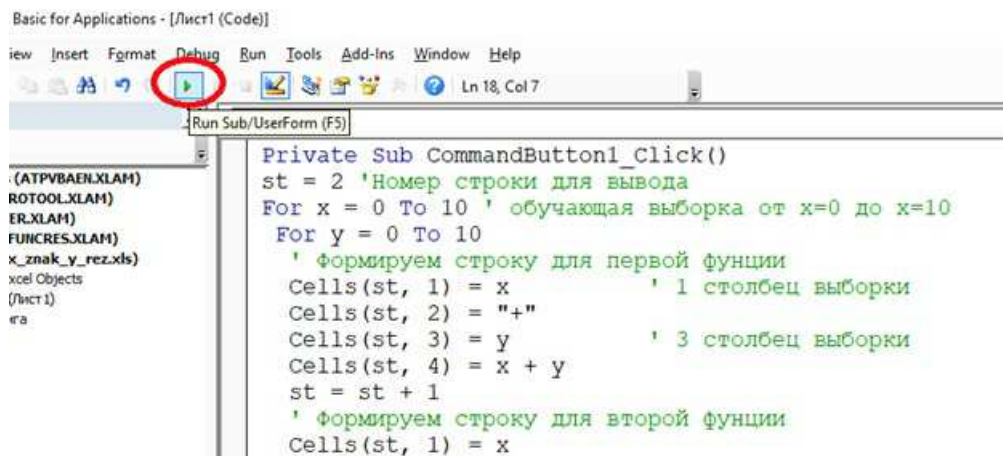 Basic for Applications - [Лист1 (Code)]
iew Insert Format Debug Run Tools Add-Ins Window Help
Ln 18, Col 7
Run Sub/UserForm (F5)
(ATPVBAEN.XLAM)
ROTOOL.XLAM)
ER.XLAM)
FUNCRES.XLAM)
x_znak_y_rez.xls)
xcel Objects
(Лист1)
ига
Private Sub CommandButton1_Click()
st = 2 'Номер строки для вывода
For x = 0 To 10 ' обучающая выборка от x=0 до x=10
For y = 0 To 10
' Формируем строку для первой фунции
Cells(st, 1) = x ' 1 столбец выборки
Cells(st, 2) = "+"
Cells(st, 3) = y ' 3 столбец выборки
Cells(st, 4) = x + y
st = st + 1
' Формируем строку для второй фунции
Cells(st, 1) = x